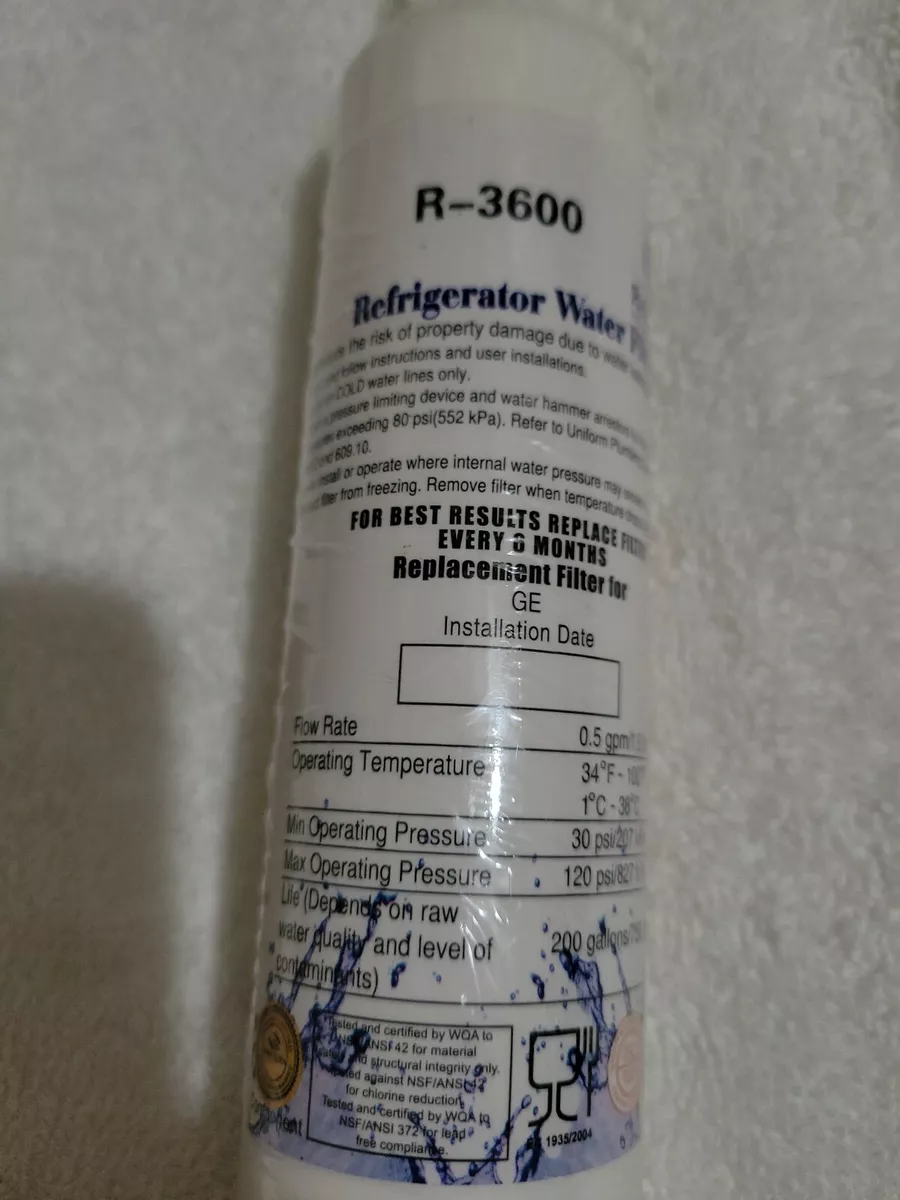 R-3600
Refrigerator Water
the risk of property damage due to water
follow instructions and user installations.
COLD water lines only.
pressure limiting device and water hammer
exceeding 80 psi(552 kPa). Refer to Uniform
609.10.
install or operate where internal water pressure may
filter from freezing. Remove filter when temperature
FOR BEST RESULTS REPLACE
EVERY 6 MONTHS
Replacement Filter for
GE
Installation Date
Flow Rate 0.5 gpm
Operating Temperature 34°F -
1°C - 38°C
Min Operating Pressure 30 psi/207
Max Operating Pressure 120 psi/827
Life (Depends on raw
water quality and level of 200 gallons
contaminants)
Tested and certified by WQA to
NSF/ANSI 42 for material
and structural integrity only.
against NSF/ANSI 42
for chlorine reduction
Tested and certified by WQA to
NSF/ANSI 372 for lead
free compliance.
1935/2004